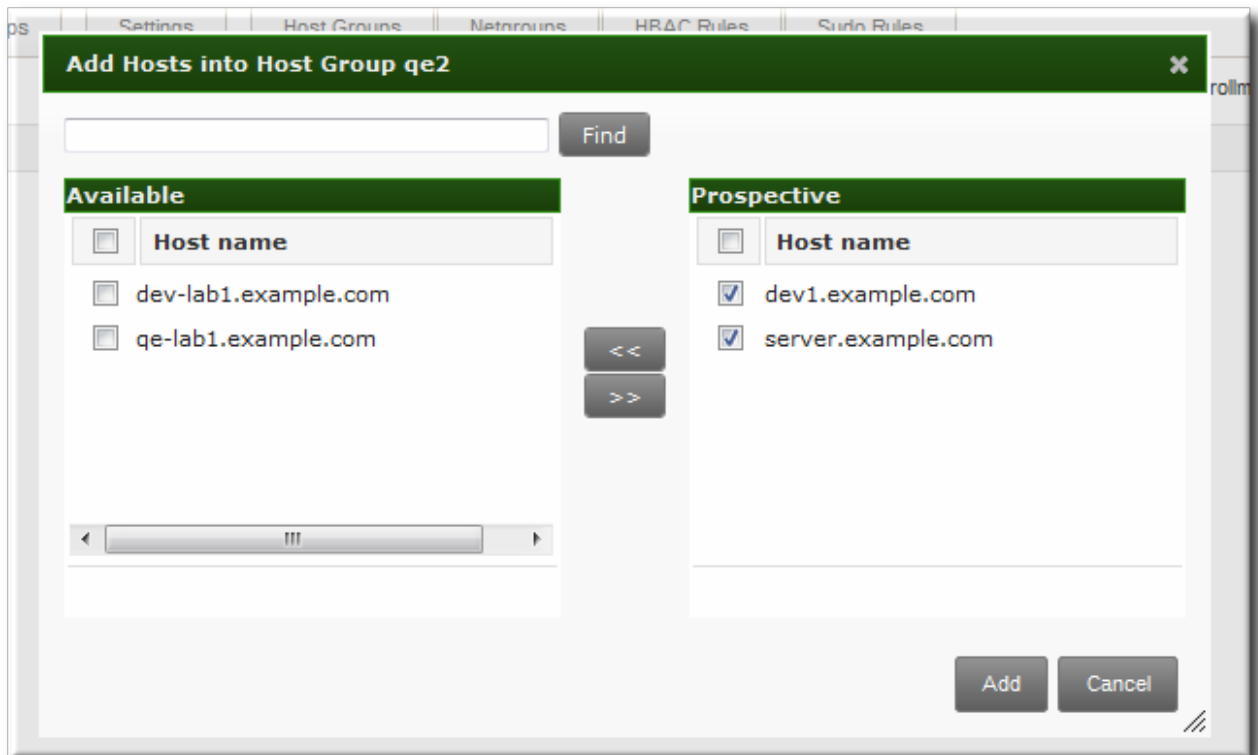 ps Settings Host Groups Netgroups HBAC Rules Sudo Rules
Add Hosts into Host Group qe2
Find
Available Prospective
Host name Host name
dev-lab1.example.com dev1.example.com
qe-lab1.example.com server.example.com
<<
>>
Add Cancel